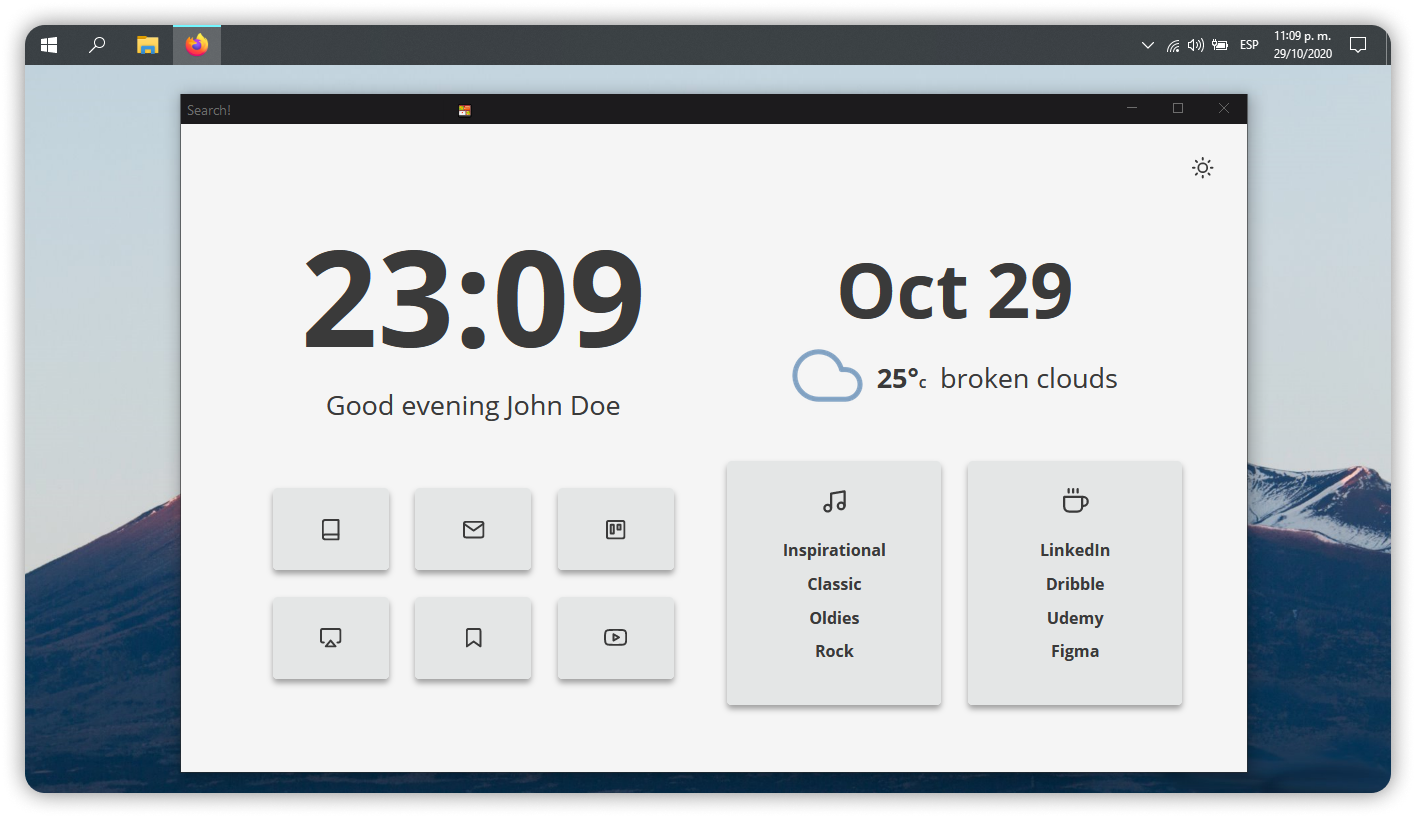 ESP
11:09 p. m.
29/10/2020
Search!
23:09
Good evening John Doe
Oct 29
25°c broken clouds
Inspirational
Classic
Oldies
Rock
LinkedIn
Dribble
Udemy
Figma